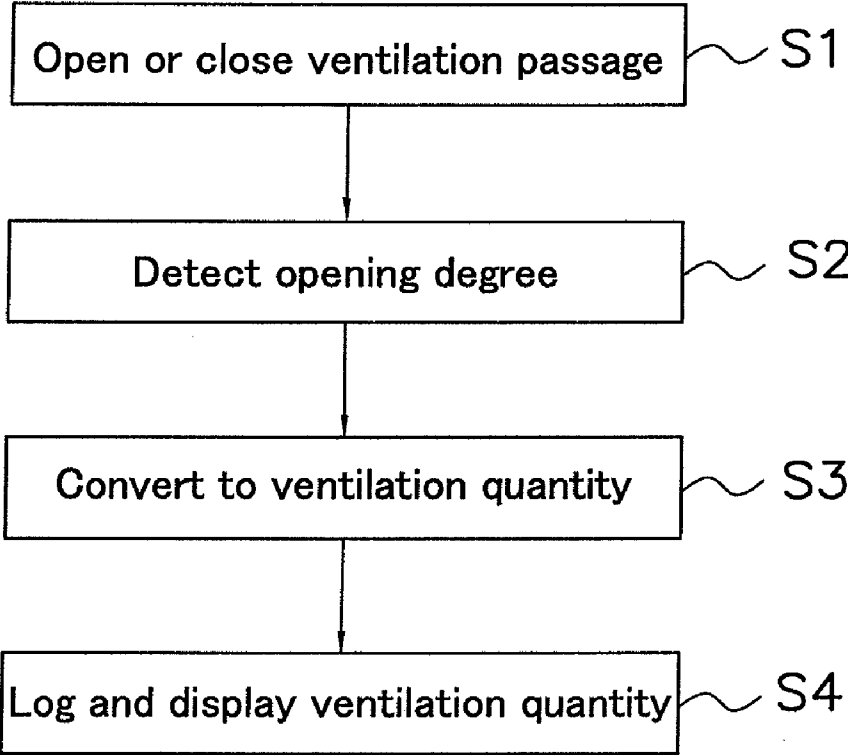 Open or close ventilation passage S1
Detect opening degree S2
Convert to ventilation quantity S3
Log and display ventilation quantity S4